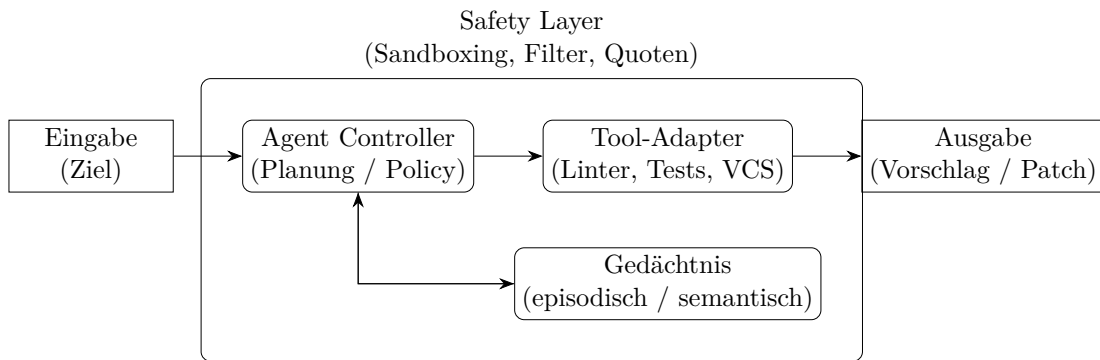 Safety Layer
(Sandboxing, Filter, Quoten)
Eingabe
(Ziel)
Agent Controller
(Planung / Policy)
Tool-Adapter
(Linter, Tests, VCS)
Ausgabe
(Vorschlag / Patch)
Gedächtnis
(episodisch / semantisch)